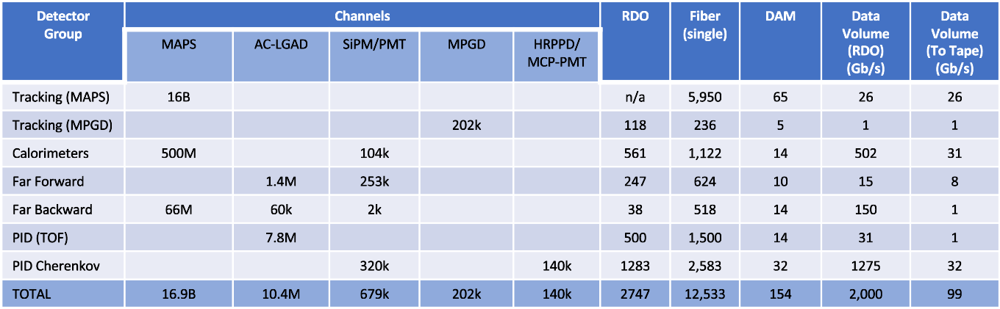 Detector Group Channels RDO Fiber (single) DAM Data Volume (RDO) (Gb/s) Data Volume (To Tape) (Gb/s)
MAPS AC-LGAD SiPM/PMT MPGD HRPPD/ MCP-PMT
Tracking (MAPS) 16B n/a 5,950 65 26 26
Tracking (MPGD) 202k 118 236 5 1 1
Calorimeters 500M 104k 561 1,122 14 502 31
Far Forward 1.4M 253k 247 624 10 15 8
Far Backward 66M 60k 2k 38 518 14 150 1
PID (TOF) 7.8M 500 1,500 14 31 1
PID Cherenkov 320k 140k 1283 2,583 32 1275 32
TOTAL 16.9B 10.4M 679k 202k 140k 2747 12,533 154 2,000 99